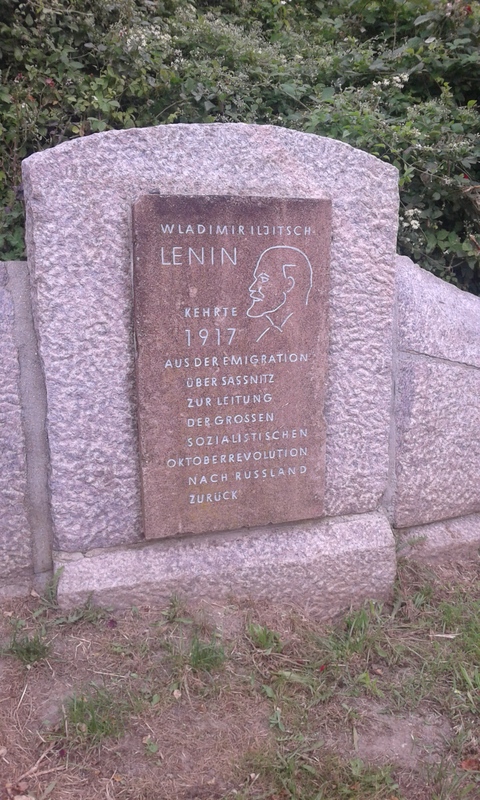 WLADIMIR ILJITSCH
LENIN
KEHRTE
1917
AUS DER EMIGRATION
ÜBER SASSNITZ
ZUR LEITUNG
DER GROSSEN
SOZIALISTISCHEN
OKTOBERREVOLUTION
NACH RUSSLAND
ZURÜCK